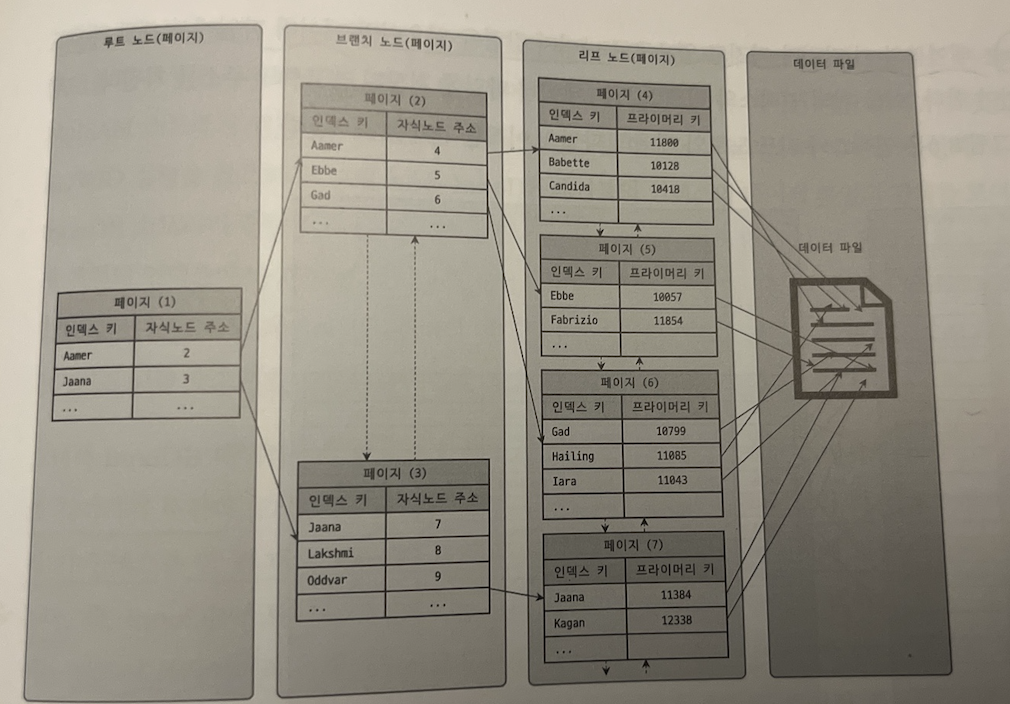 루트 노드(페이지)
페이지 (1)
인덱스 키 자식노드 주소
Aamer 2
Jaana 3
... ...
브랜치 노드(페이지)
페이지 (2)
인덱스 키 자식노드 주소
Aamer 4
Ebbe 5
Gad 6
... ...
페이지 (3)
인덱스 키 자식노드 주소
Jaana 7
Lakshmi 8
Oddvar 9
... ...
리프 노드(페이지)
페이지 (4)
인덱스 키 프라이머리 키
Aamer 11800
Babette 10128
Candida 10418
...
페이지 (5)
인덱스 키 프라이머리 키
Ebbe 10057
Fabrizio 11854
...
페이지 (6)
인덱스 키 프라이머리 키
Gad 10799
Hailing 11085
Iara 11043
...
페이지 (7)
인덱스 키 프라이머리 키
Jaana 11384
Kagan 12338
...
데이터 파일
데이터 파일